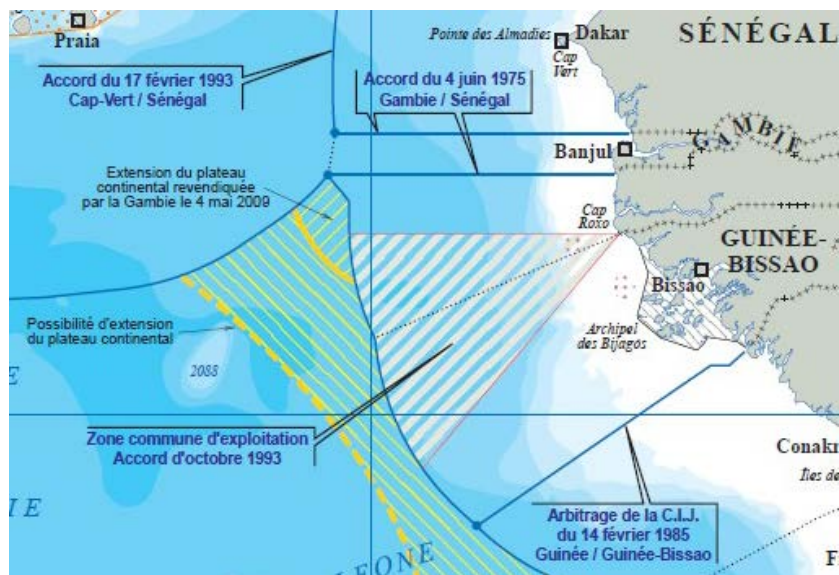 Praia
Pointe des Almadies
Dakar
Cap
Vert
SÉNÉGAL
Accord du 17 février 1993
Cap-Vert / Sénégal
Accord du 4 juin 1975
Gambie / Sénégal
Banjul
GAMBIE
Extension du plateau
continental revendiquée
par la Gambie le 4 mai 2009
Cap
Roxo
GUINÉE-
BISSAO
Bissao
Possibilité d'extension
du plateau continental
Archipel
des Bijagos
2088
E
Zone commune d'exploitation
Accord d'octobre 1993
Conakr
Îles de
IE
Arbitrage de la C.I.J.
du 14 février 1985
Guinée / Guinée-Bissao
LEONE
F